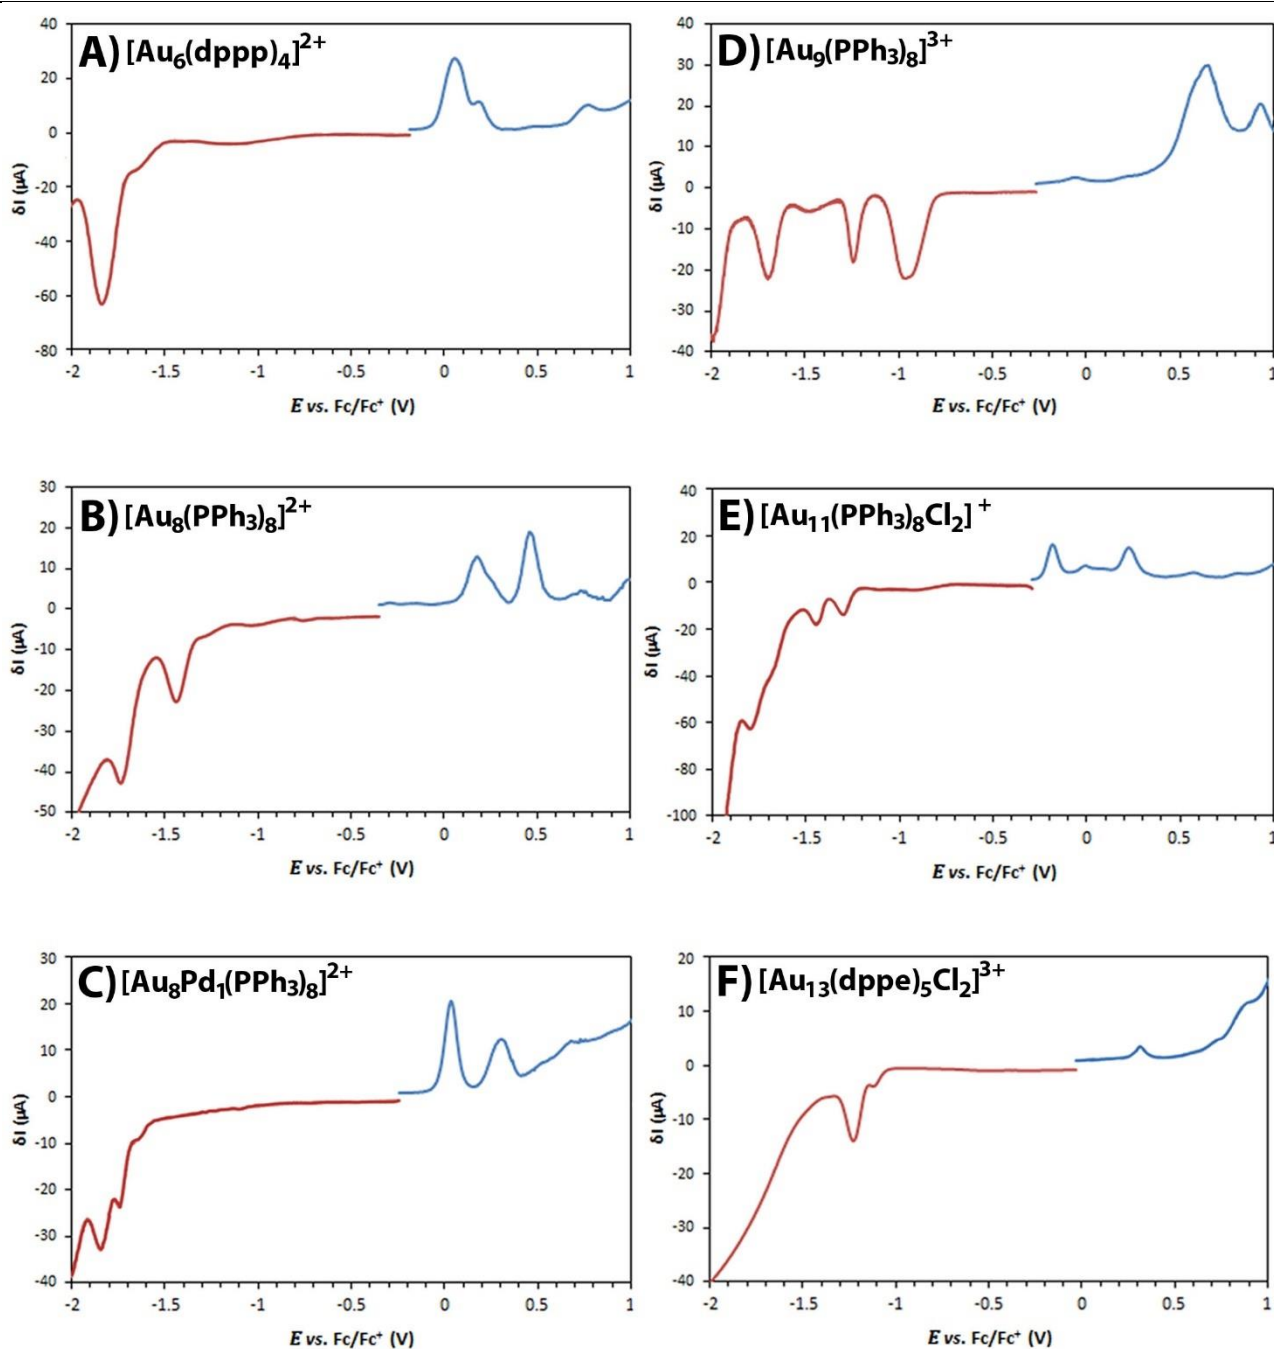 A) [Au₆(dppp)₄]²⁺
40
20
0
-20
-40
-60
-80
δI (µA)
-2 -1.5 -1 -0.5 0 0.5 1
E vs. Fc/Fc⁺ (V)
D) [Au₉(PPh₃)₈]³⁺
40
30
20
10
0
-10
-20
-30
-40
δI (µA)
-2 -1.5 -1 -0.5 0 0.5 1
E vs. Fc/Fc⁺ (V)
B) [Au₈(PPh₃)₈]²⁺
30
20
10
0
-10
-20
-30
-40
-50
δI (µA)
-2 -1.5 -1 -0.5 0 0.5 1
E vs. Fc/Fc⁺ (V)
E) [Au₁₁(PPh₃)₈Cl₂]⁺
40
20
0
-20
-40
-60
-80
-100
δI (µA)
-2 -1.5 -1 -0.5 0 0.5 1
E vs. Fc/Fc⁺ (V)
C) [Au₈Pd₁(PPh₃)₈]²⁺
30
20
10
0
-10
-20
-30
-40
δI (µA)
-2 -1.5 -1 -0.5 0 0.5 1
E vs. Fc/Fc⁺ (V)
F) [Au₁₃(dppe)₅Cl₂]³⁺
20
10
0
-10
-20
-30
-40
δI (µA)
-2 -1.5 -1 -0.5 0 0.5 1
E vs. Fc/Fc⁺ (V)